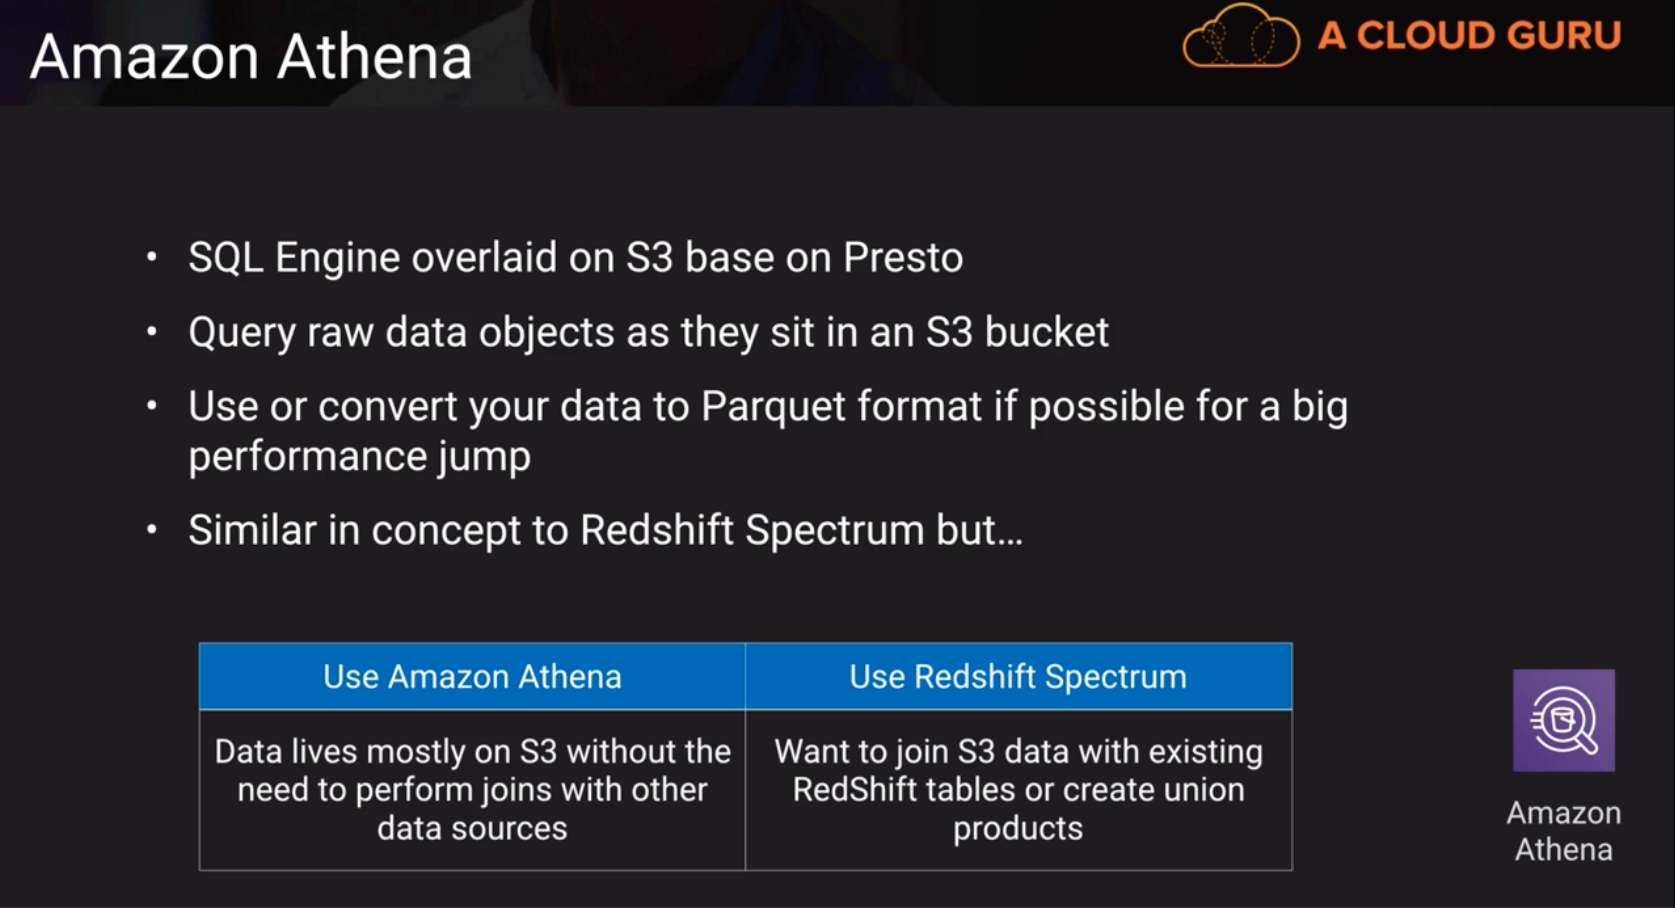 Amazon Athena
A CLOUD GURU
• SQL Engine overlaid on S3 base on Presto
• Query raw data objects as they sit in an S3 bucket
• Use or convert your data to Parquet format if possible for a big
performance jump
• Similar in concept to Redshift Spectrum but...
Use Amazon Athena
Use Redshift Spectrum
Data lives mostly on S3 without the
need to perform joins with other
data sources
Want to join S3 data with existing
RedShift tables or create union
products
Amazon
Athena